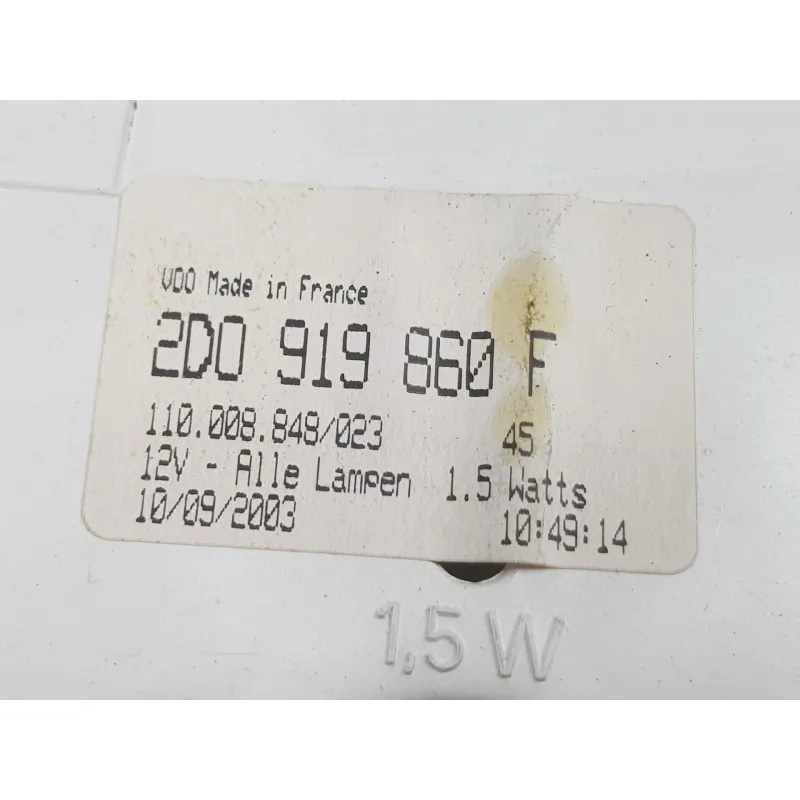 VDO Made in France
2D0 919 860 F
110.008.848/023 45
12V - Alle Lampen 1.5 Watts
10/09/2003 10:49:14
1,5 W